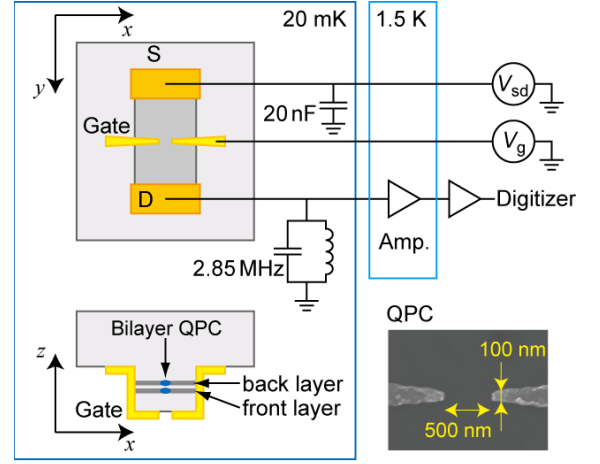 x
20 mK
1.5 K
S
y
20 nF
V_sd
Gate
V_g
D
Digitizer
Amp.
2.85 MHz
Bilayer QPC
QPC
z
100 nm
back layer
front layer
Gate
500 nm
x